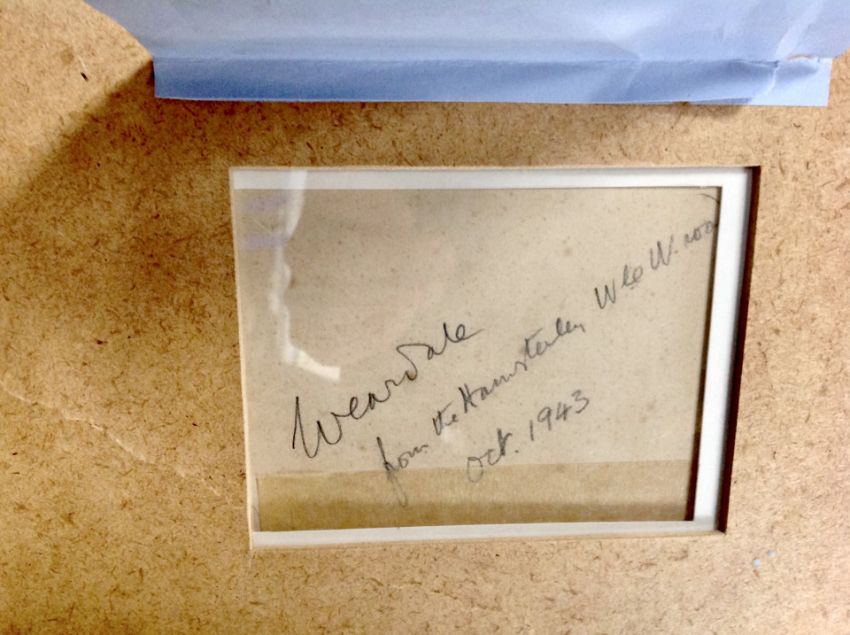 Weardale
from the Hamsterley
Oct. 1943